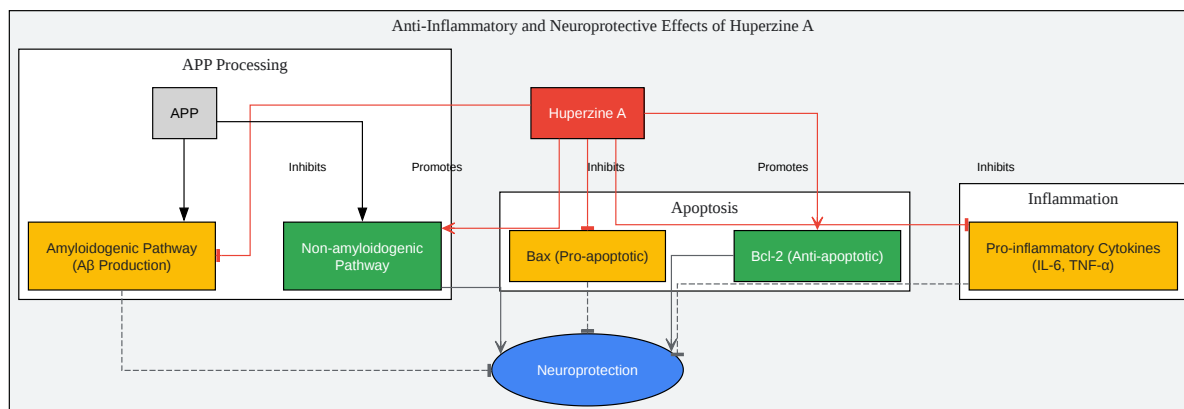 Anti-Inflammatory and Neuroprotective Effects of Huperzine A
APP Processing
APP
Huperzine A
Inhibits
Promotes
Inhibits
Promotes
Inhibits
Apoptosis
Inflammation
Amyloidogenic Pathway
(Aβ Production)
Non-amyloidogenic
Pathway
Bax (Pro-apoptotic)
Bcl-2 (Anti-apoptotic)
Pro-inflammatory Cytokines
(IL-6, TNF-α)
Neuroprotection